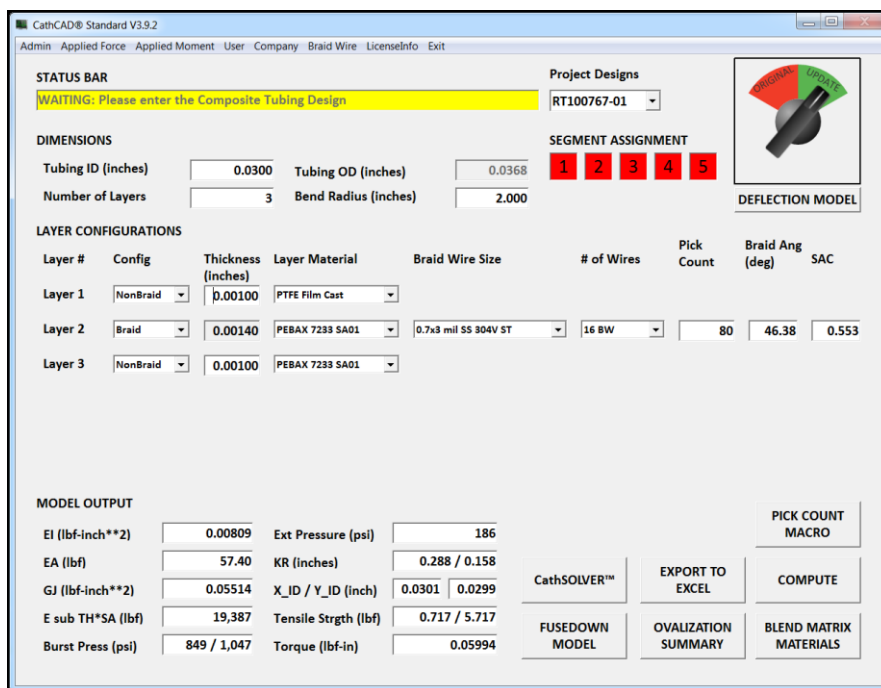 CathCAD® Standard V3.9.2
Admin Applied Force Applied Moment User Company Braid Wire LicenseInfo Exit
STATUS BAR
WAITING: Please enter the Composite Tubing Design
Project Designs
RT100767-01
ORIGINAL UPDATE
DEFLECTION MODEL
DIMENSIONS
Tubing ID (inches) 0.0300 Tubing OD (inches) 0.0368
Number of Layers 3 Bend Radius (inches) 2.000
SEGMENT ASSIGNMENT
1 2 3 4 5
LAYER CONFIGURATIONS
Layer # Config Thickness (inches) Layer Material Braid Wire Size # of Wires Pick Count Braid Ang (deg) SAC
Layer 1 NonBraid 0.00100 PTFE Film Cast
Layer 2 Braid 0.00140 PEBAX 7233 SA01 0.7x3 mil SS 304V ST 16 BW 80 46.38 0.553
Layer 3 NonBraid 0.00100 PEBAX 7233 SA01
MODEL OUTPUT
EI (lbf-inch**2) 0.00809 Ext Pressure (psi) 186
EA (lbf) 57.40 KR (inches) 0.288 / 0.158
GJ (lbf-inch**2) 0.05514 X_ID / Y_ID (inch) 0.0301 0.0299
E sub TH*SA (lbf) 19,387 Tensile Strgth (lbf) 0.717 / 5.717
Burst Press (psi) 849 / 1,047 Torque (lbf-in) 0.05994
PICK COUNT
MACRO
CathSOLVER™
EXPORT TO
EXCEL
COMPUTE
FUSEDOWN
MODEL
OVALIZATION
SUMMARY
BLEND MATRIX
MATERIALS